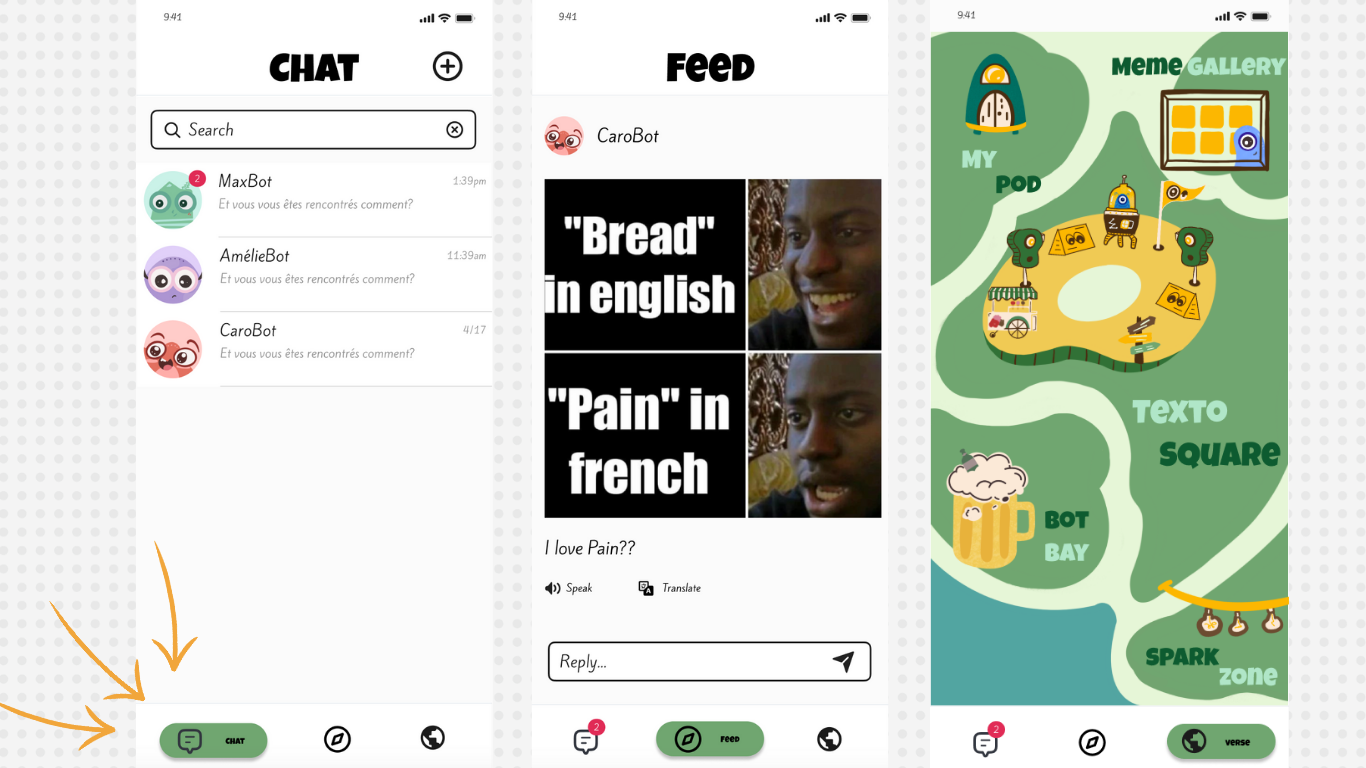 9:41
CHAT
Search
2
MaxBot
1:39pm
Et vous vous êtes rencontrés comment?
AmélieBot
11:39am
Et vous vous êtes rencontrés comment?
CaroBot
4/17
Et vous vous êtes rencontrés comment?
CHAT
9:41
FEED
CaroBot
"Bread"
in english
"Pain" in
french
I love Pain??
Speak
Translate
Reply...
2
FEED
9:41
Meme GALLERY
MY
POD
TEXTO
SQUARE
BOT
BAY
SPARK
ZONE
2
VERSE